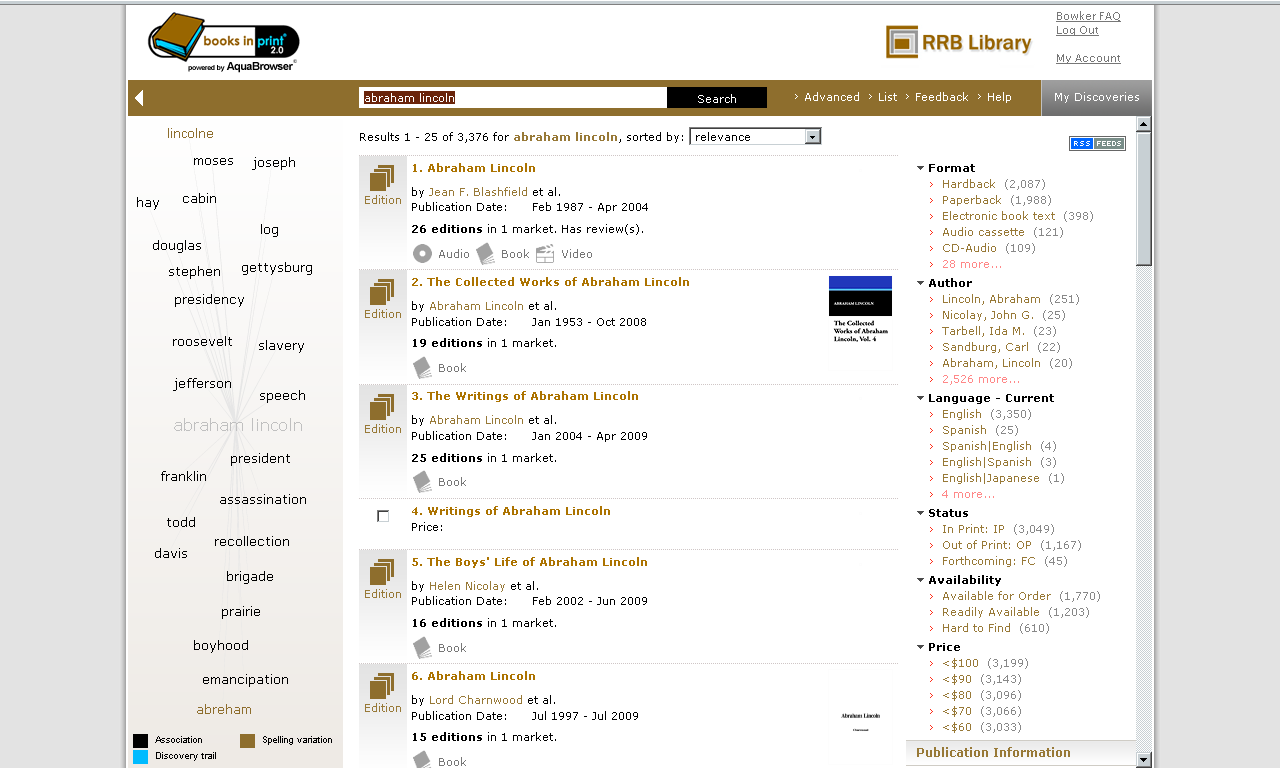 books in print 2.0
powered by AquaBrowser
RRB Library
Bowker FAQ
Log Out
My Account
abraham lincoln
Search
Advanced
List
Feedback
Help
My Discoveries
lincolne
moses
joseph
cabin
hay
log
douglas
stephen
gettysburg
presidency
roosevelt
slavery
jefferson
speech
abraham lincoln
president
franklin
assassination
todd
recollection
davis
brigade
prairie
boyhood
emancipation
abreham
Association
Spelling variation
Discovery trail
Results 1 - 25 of 3,376 for abraham lincoln, sorted by: relevance
Edition
1. Abraham Lincoln
by Jean F. Blashfield et al.
Publication Date: Feb 1987 - Apr 2004
26 editions in 1 market. Has review(s).
Audio Book Video
Edition
2. The Collected Works of Abraham Lincoln
by Abraham Lincoln et al.
Publication Date: Jan 1953 - Oct 2008
19 editions in 1 market.
Book
ABRAHAM LINCOLN
The Collected
Works of Abraham
Lincoln, Vol. 4
Edition
3. The Writings of Abraham Lincoln
by Abraham Lincoln et al.
Publication Date: Jan 2004 - Apr 2009
25 editions in 1 market.
Book
4. Writings of Abraham Lincoln
Price:
Edition
5. The Boys' Life of Abraham Lincoln
by Helen Nicolay et al.
Publication Date: Feb 2002 - Jun 2009
16 editions in 1 market.
Book
Edition
6. Abraham Lincoln
by Lord Charnwood et al.
Publication Date: Jul 1997 - Jul 2009
15 editions in 1 market.
Book
Abraham Lincoln
RSS FEEDS
Format
Hardback (2,087)
Paperback (1,988)
Electronic book text (398)
Audio cassette (121)
CD-Audio (109)
28 more...
Author
Lincoln, Abraham (251)
Nicolay, John G. (25)
Tarbell, Ida M. (23)
Sandburg, Carl (22)
Abraham, Lincoln (20)
2,526 more...
Language - Current
English (3,350)
Spanish (25)
Spanish|English (4)
English|Spanish (3)
English|Japanese (1)
4 more...
Status
In Print: IP (3,049)
Out of Print: OP (1,167)
Forthcoming: FC (45)
Availability
Available for Order (1,770)
Readily Available (1,203)
Hard to Find (610)
Price
<$100 (3,199)
<$90 (3,143)
<$80 (3,096)
<$70 (3,066)
<$60 (3,033)
Publication Information